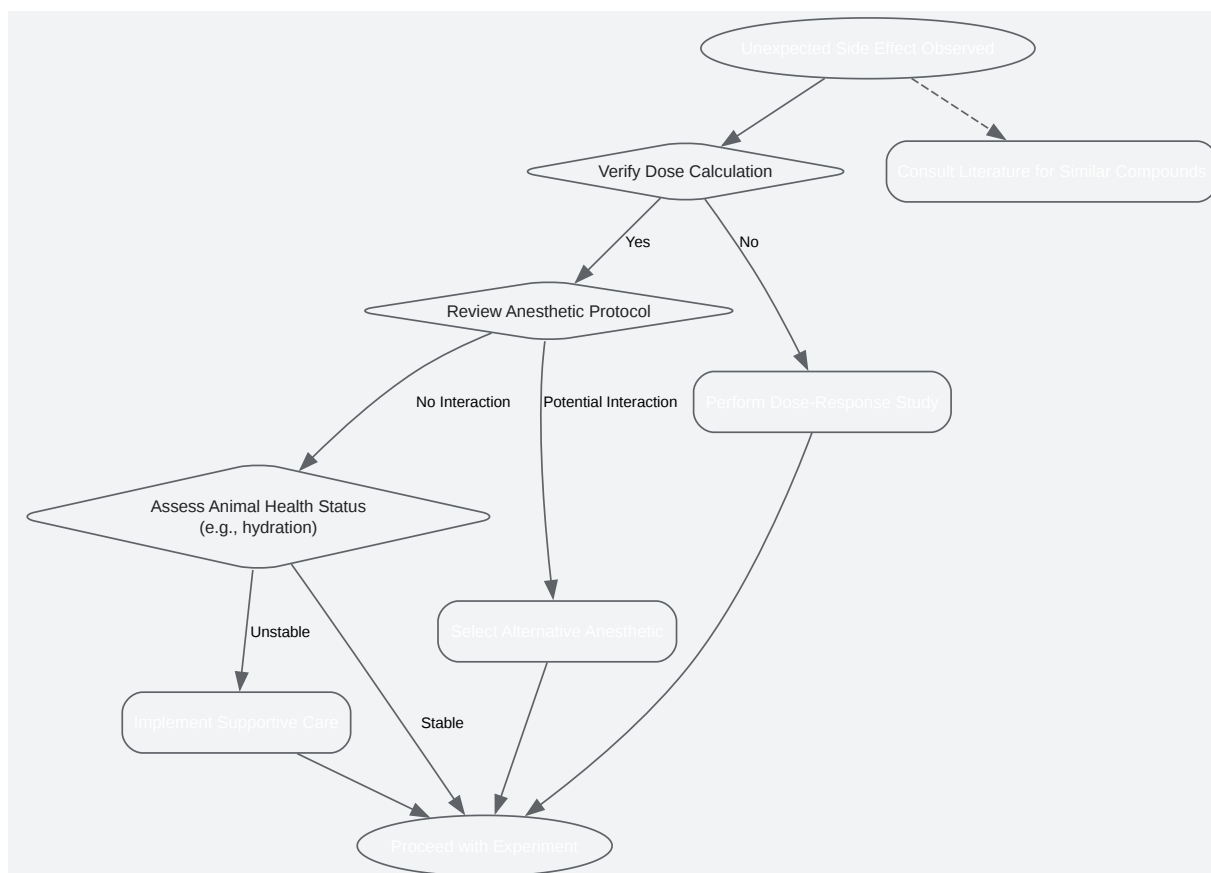 Unexpected Side Effect Observed
Verify Dose Calculation
Consult Literature for Similar Compounds
Yes
No
Review Anesthetic Protocol
No Interaction
Potential Interaction
Perform Dose-Response Study
Assess Animal Health Status
(e.g., hydration)
Unstable
Select Alternative Anesthetic
Implement Supportive Care
Stable
Proceed with Experiment